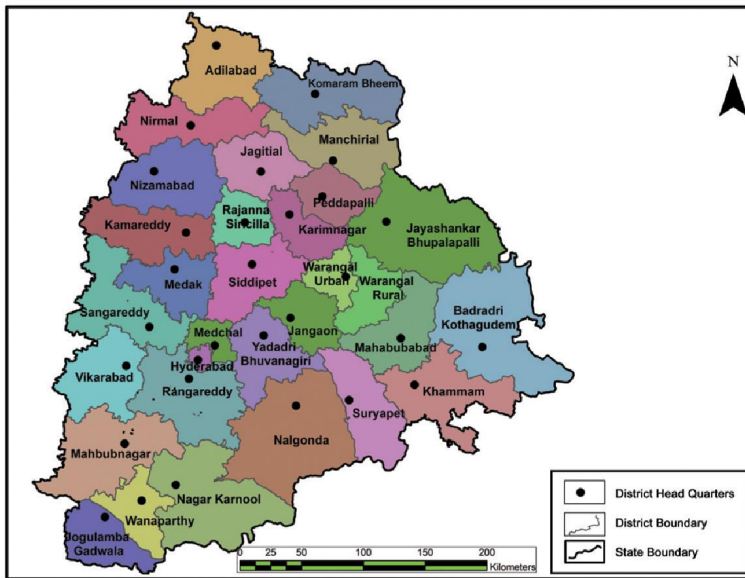 N
Adilabad
Komaram Bheem
Nirmal
Manchirial
Jagitial
Nizamabad
Peddapalli
Rajanna
Siricilla
Kamareddy
Karimnagar
Jayashankar
Bhupalapalli
Warangal
Urban
Warangal
Rural
Siddipet
Medak
Badradri
Kothagudem
Sangareddy
Medchal
Jangaon
Yadadri
Bhuvanagiri
Mahabubabad
Hyderabad
Vikarabad
Rangareddy
Khammam
Suryapet
Nalgonda
Mahbubnagar
Nagar Karnool
Wanaparthy
Jogulamba
Gadwala
District Head Quarters
District Boundary
State Boundary
0 25 50 100 150 200
Kilometers